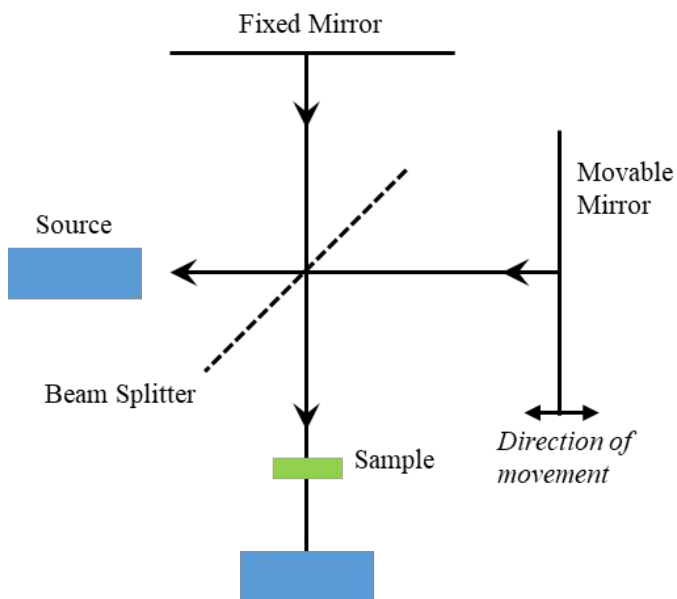 Fixed Mirror
Movable
Mirror
Source
Beam Splitter
Sample
Direction of
movement